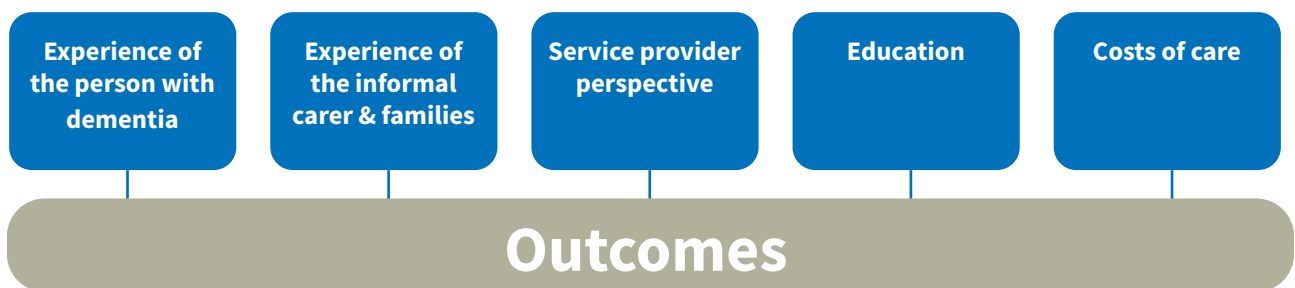 Experience of
the person with
dementia
Experience of
the informal
carer & families
Service provider
perspective
Education
Costs of care
Outcomes